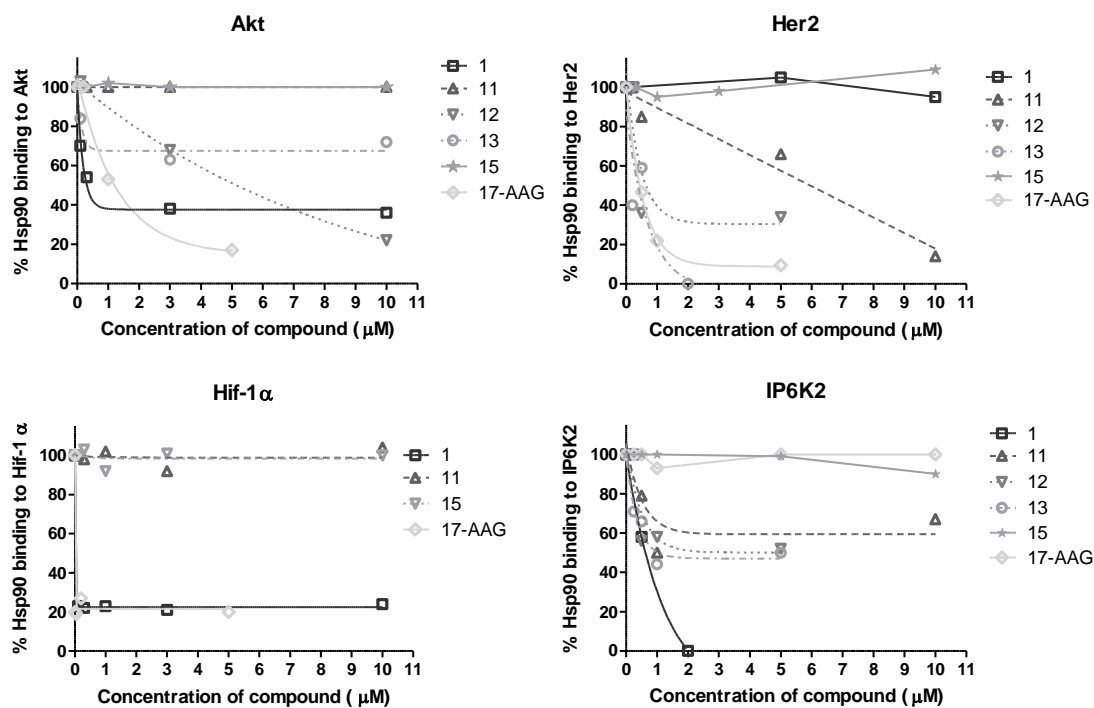 Akt
% Hsp90 binding to Akt
100
80
60
40
20
0
0 1 2 3 4 5 6 7 8 9 10 11
Concentration of compound ( μM)
1
11
12
13
15
17-AAG
Her2
% Hsp90 binding to Her2
100
80
60
40
20
0
0 1 2 3 4 5 6 7 8 9 10 11
Concentration of compound ( μM)
1
11
12
13
15
17-AAG
Hif-1α
% Hsp90 binding to Hif-1 α
100
80
60
40
20
0
0 1 2 3 4 5 6 7 8 9 10 11
Concentration of compound ( μM)
1
11
15
17-AAG
IP6K2
% Hsp90 binding to IP6K2
100
80
60
40
20
0
0 1 2 3 4 5 6 7 8 9 10 11
Concentration of compound ( μM)
1
11
12
13
15
17-AAG